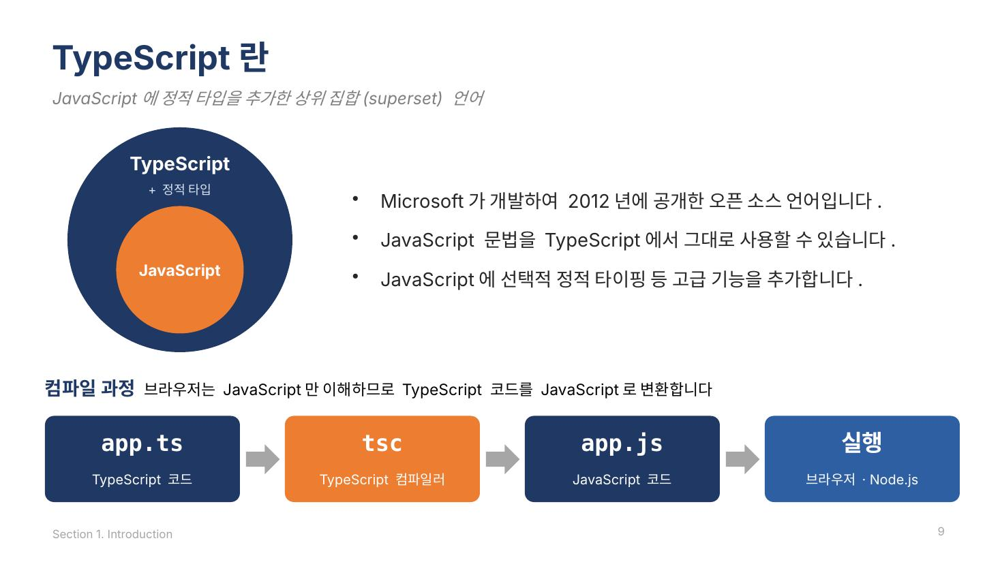 TypeScript 란
JavaScript 에 정적 타입을 추가한 상위 집합 (superset) 언어
TypeScript
+ 정적 타입
JavaScript
• Microsoft 가 개발하여 2012 년에 공개한 오픈 소스 언어입니다 .
• JavaScript 문법을 TypeScript 에서 그대로 사용할 수 있습니다 .
• JavaScript 에 선택적 정적 타이핑 등 고급 기능을 추가합니다 .
컴파일 과정 브라우저는 JavaScript 만 이해하므로 TypeScript 코드를 JavaScript 로 변환합니다
app.ts
TypeScript 코드
tsc
TypeScript 컴파일러
app.js
JavaScript 코드
실행
브라우저 · Node.js
Section 1. Introduction
9